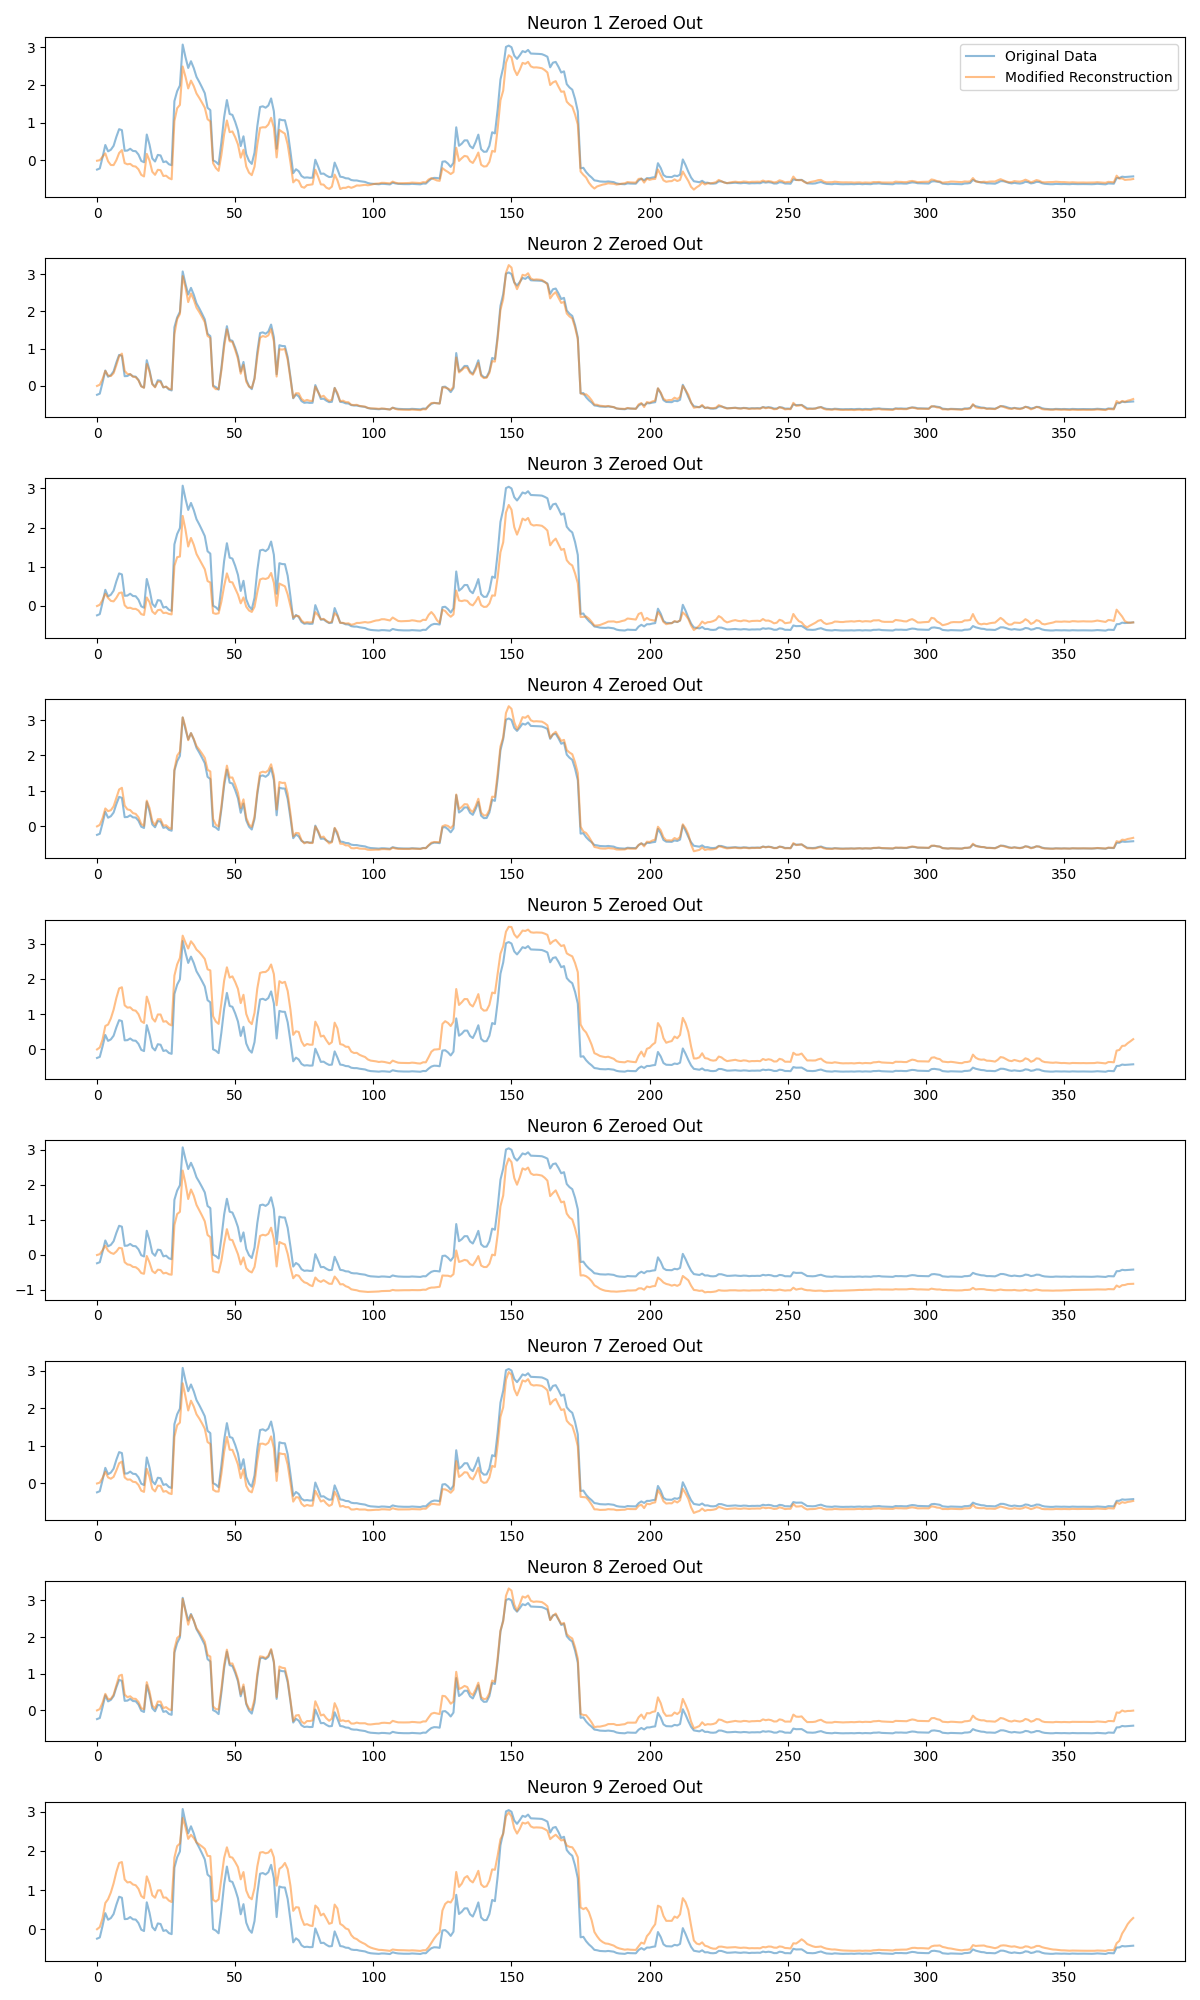 Neuron 1 Zeroed Out
3
2
1
0
Original Data
Modified Reconstruction
0 50 100 150 200 250 300 350
Neuron 2 Zeroed Out
3
2
1
0
0 50 100 150 200 250 300 350
Neuron 3 Zeroed Out
3
2
1
0
0 50 100 150 200 250 300 350
Neuron 4 Zeroed Out
3
2
1
0
0 50 100 150 200 250 300 350
Neuron 5 Zeroed Out
3
2
1
0
0 50 100 150 200 250 300 350
Neuron 6 Zeroed Out
3
2
1
0
−1
0 50 100 150 200 250 300 350
Neuron 7 Zeroed Out
3
2
1
0
0 50 100 150 200 250 300 350
Neuron 8 Zeroed Out
3
2
1
0
0 50 100 150 200 250 300 350
Neuron 9 Zeroed Out
3
2
1
0
0 50 100 150 200 250 300 350